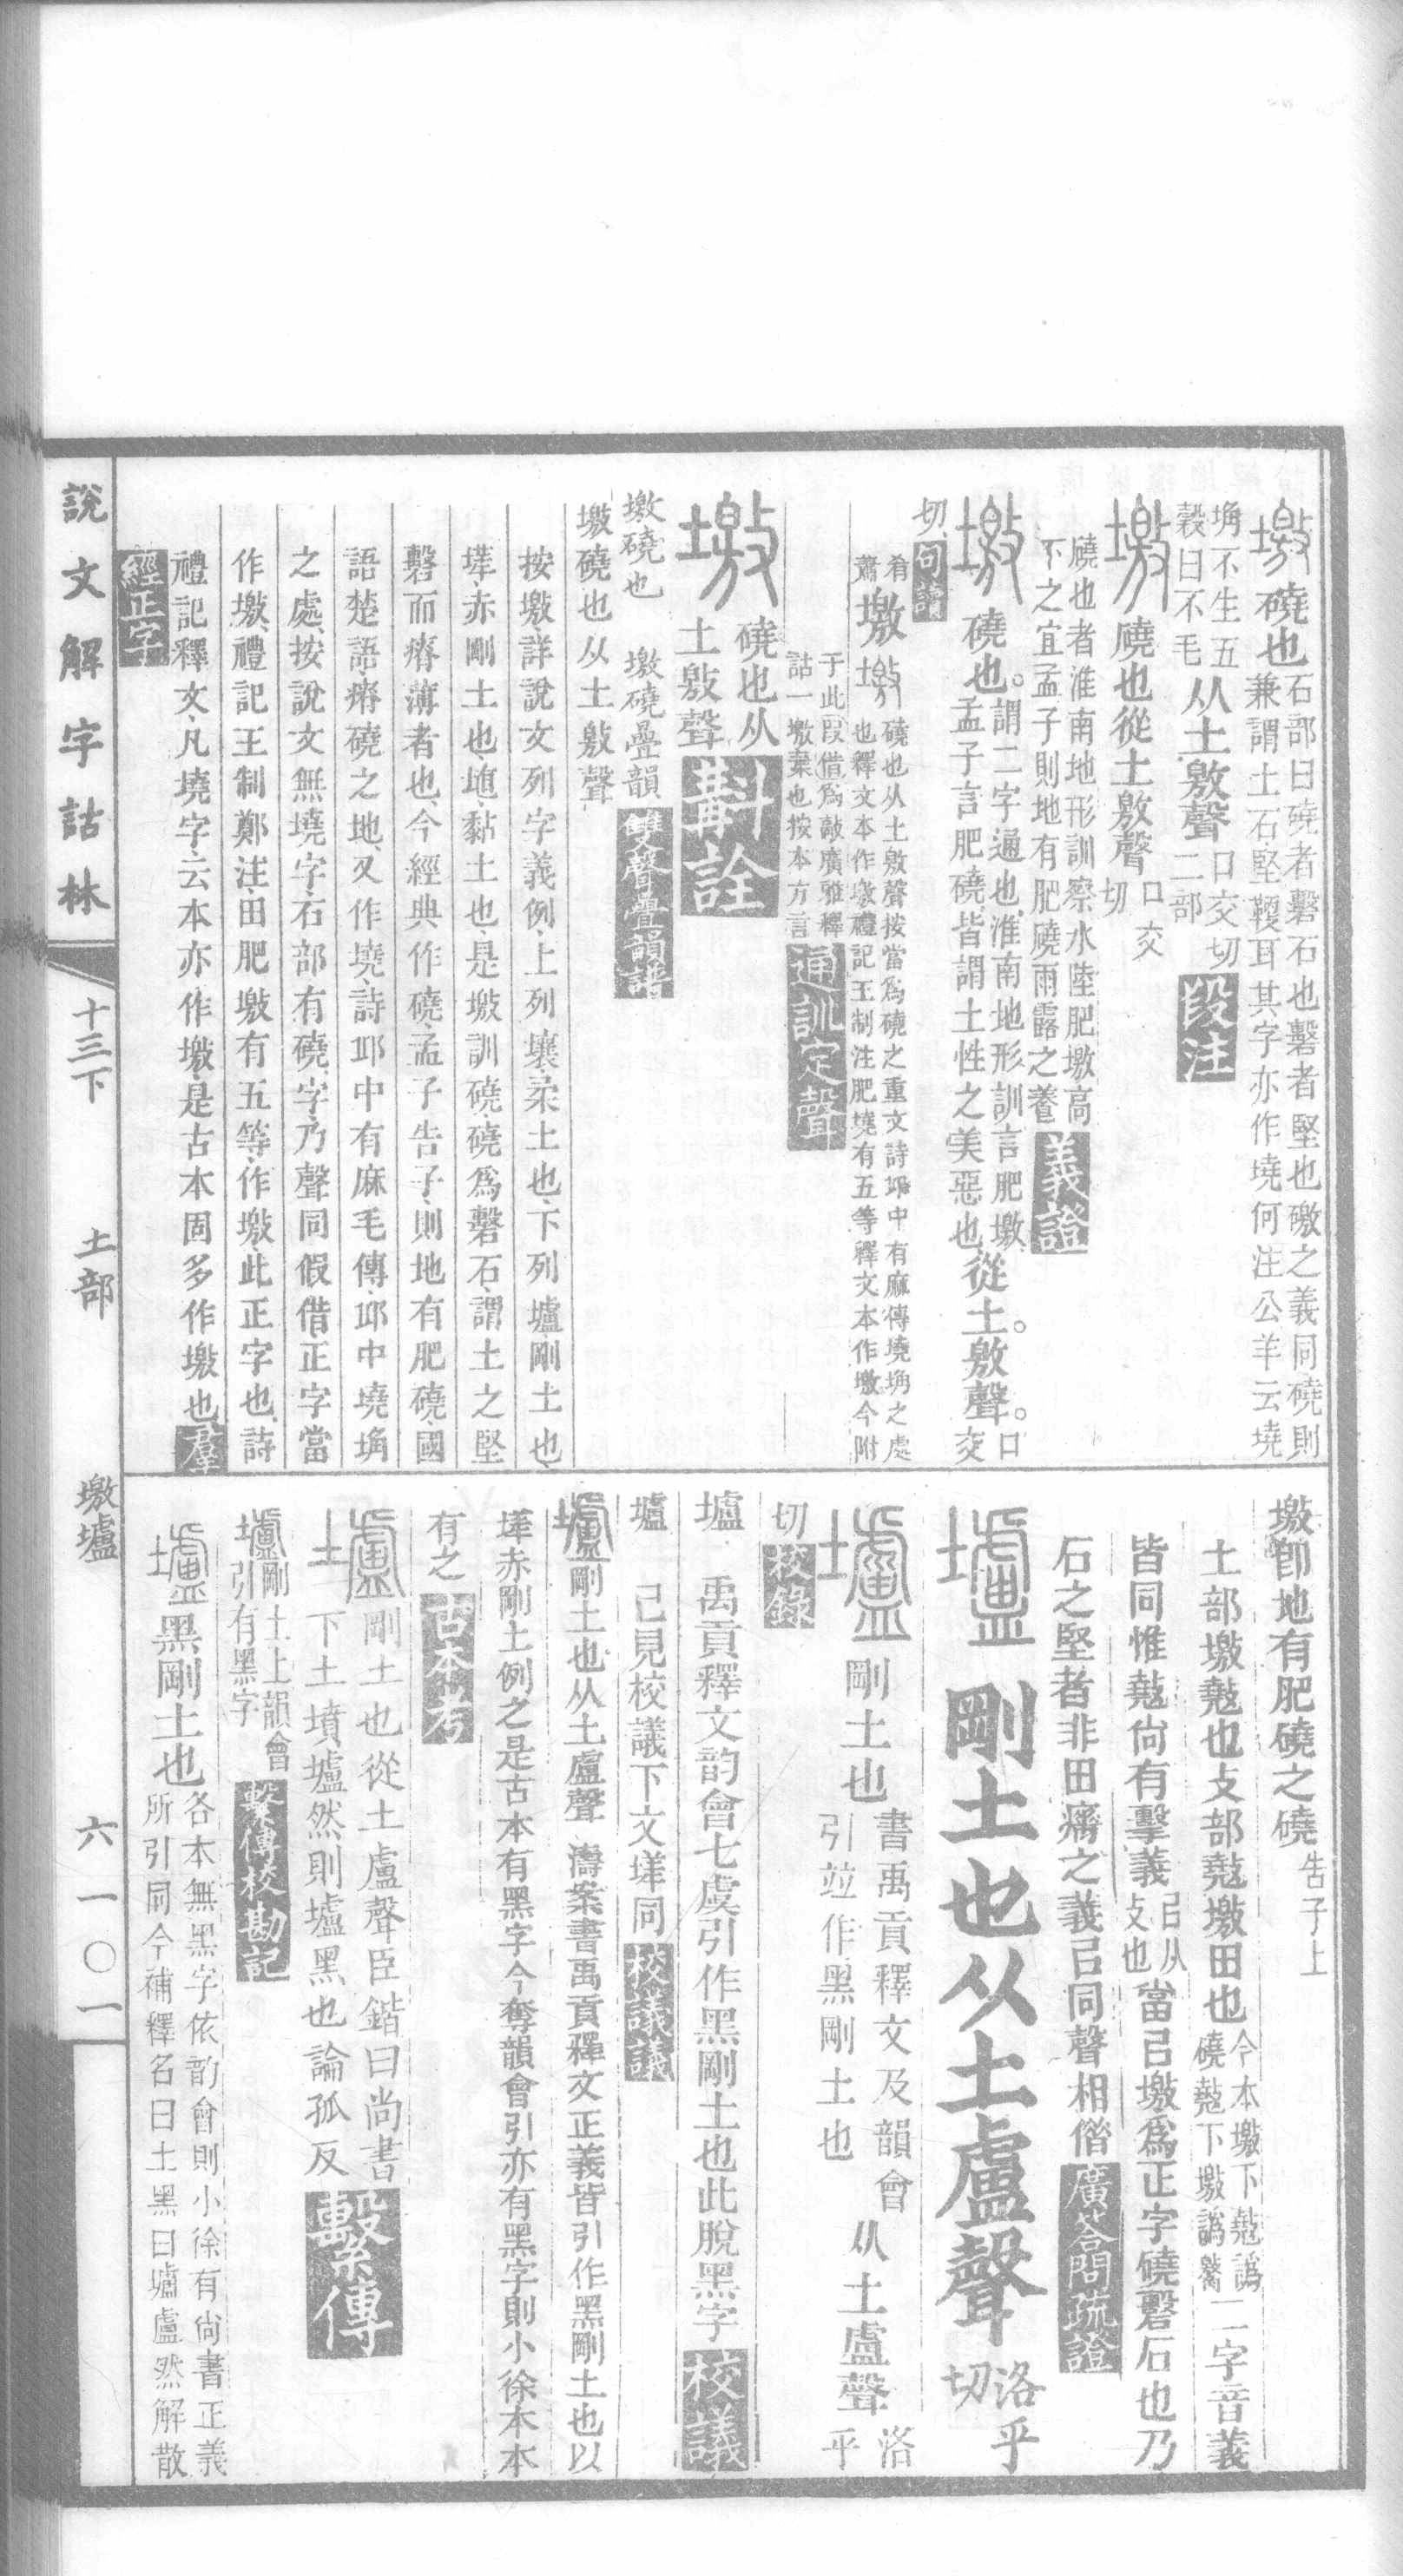 墽磽也石部曰磽者磬石也磬者堅也磽之義同磽則
兼謂土石堅鞕耳其字亦作墝何注公羊云墝
埆不生五
榖曰不毛从土敫聲口交切
二部段注
墽磽也從土敫聲口交
切
磽也者淮南地形訓察水陸肥墽高
下之宜孟子則地有肥磽雨露之養義證
墽磽也。謂二字通也淮南地形訓言肥墽
孟子言肥磽皆謂土性之美惡也從土。敫聲。口交
切句讀
肴
蕭墽磽也从土敫聲按當爲磽之重文詩邱中有麻傳墝埆之處
也釋文本作墽禮記王制注肥墝有五等釋文本作墽今附
于此叚借爲敲廣雅釋
詁一墽棄也按本方言通訓定聲
墽磽也从
土敫聲斠詮
墽磽也 墽磽疊韻雙聲疊韻譜
墽磽也从土敫聲
按墽詳說文列字義例上列壤柔土也下列壚剛土也
垟赤剛土也埴黏土也是墽訓磽磽爲磬石謂土之堅
磬而瘠薄者也今經典作磽孟子告子則地有肥磽國
語楚語瘠磽之地又作墝詩邱中有麻毛傳邱中墝埆
之處按說文無墝字石部有磽字乃聲同假借正字當
作墽禮記王制鄭注田肥墽有五等作墽此正字也詩
禮記釋文凡墝字云本亦作墽是古本固多作墽也羣
經正字
說文解字詁林 十三下 土部 墽壚 六一〇一
墽卽地有肥磽之磽告子上
土部墽㙜也攴部㙜墽田也今本墽下㙜譌
磽㙜下墽譌二字音義
皆同惟㙜尙有擊義㠯从
攴也當㠯墽爲正字磽磬石也乃
石之堅者非田瘠之義㠯同聲相借廣荅問疏證
壚剛土也从土盧聲洛乎
切
壚剛土也書禹貢釋文及韻會
引竝作黑剛土也从土盧聲洛乎
切校錄
壚 禹貢釋文韵會七虞引作黑剛土也此脫黑字校議
壚 已見校議下文垟同校議議
壚剛土也从土盧聲 濤案書禹貢釋文正義皆引作黑剛土也以
垟赤剛土例之是古本有黑字今奪韻會引亦有黑字則小徐本本
有之古本考
壚剛土也從土盧聲臣鍇曰尙書
下土墳壚然則壚黑也論孤反繫傳
壚剛土上韻會
引有黑字繫傳校勘記
壚黑剛土也各本無黑字依韵會則小徐有尙書正義
所引同今補釋名曰土黑曰壚盧然解散